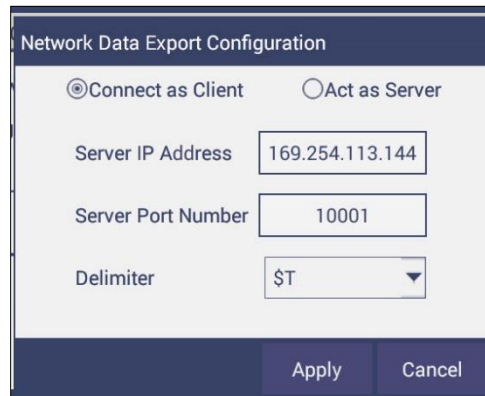 Network Data Export Configuration
Connect as Client Act as Server
Server IP Address 169.254.113.144
Server Port Number 10001
Delimiter $T
Apply Cancel